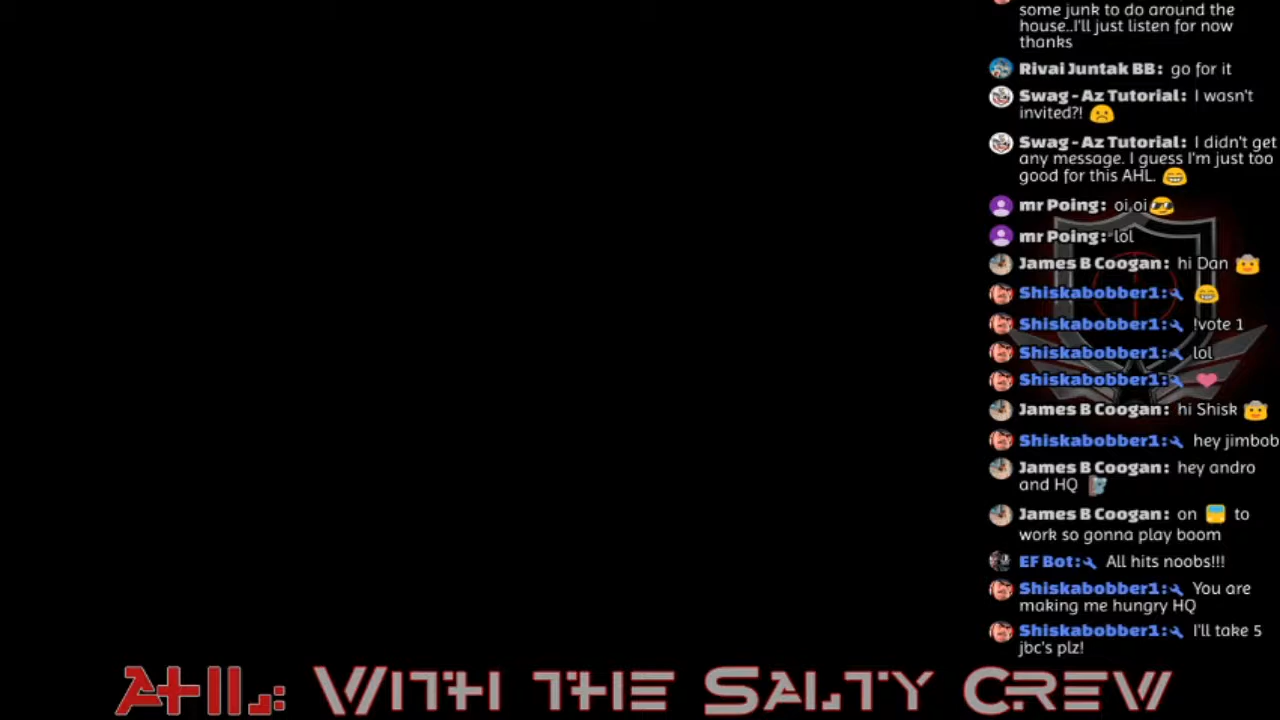 some junk to do around the
house..I'll just listen for now
thanks
Rivai Juntak BB: go for it
Swag - Az Tutorial: I wasn't
invited?! ☹️
Swag - Az Tutorial: I didn't get
any message. I guess I'm just too
good for this AHL. 😁
mr Poing: oi oi😎
mr Poing: lol
James B Coogan: hi Dan 🤠
Shiskabobber1: 😁
Shiskabobber1: !vote 1
Shiskabobber1: lol
Shiskabobber1: ❤️
James B Coogan: hi Shisk 🤠
Shiskabobber1: hey jimbob
James B Coogan: hey andro
and HQ
James B Coogan: on to
work so gonna play boom
EF Bot: All hits noobs!!!
Shiskabobber1: You are
making me hungry HQ
Shiskabobber1: I'll take 5
jbc's plz!
AHL: With the Salty Crew